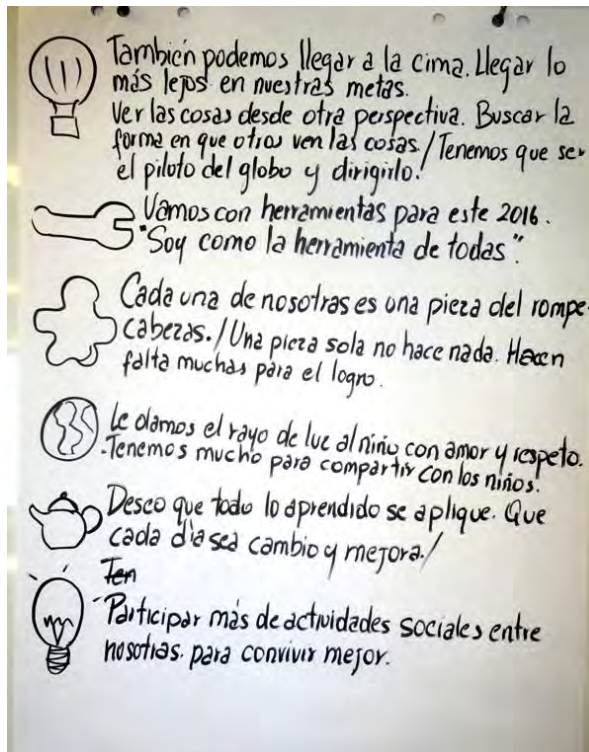 También podemos llegar a la cima. Llegar lo
más lejos en nuestras metas.
Ver las cosas desde otra perspectiva. Buscar la
forma en que otros ven las cosas./Tenemos que ser
el piloto del globo y dirigirlo.
Vamos con herramientas para este 2016.
"Soy como la herramienta de todas".
Cada una de nosotras es una pieza del rompe-
cabezas./Una pieza sola no hace nada. Hacen
falta muchas para el logro.
Le damos el rayo de luz al niño con amor y respeto.
-Tenemos mucho para compartir con los niños.
Deseo que todo lo aprendido se aplique. Que
cada día sea cambio y mejora./
Ten
-Participar más de actividades sociales entre
nosotras. para convivir mejor.